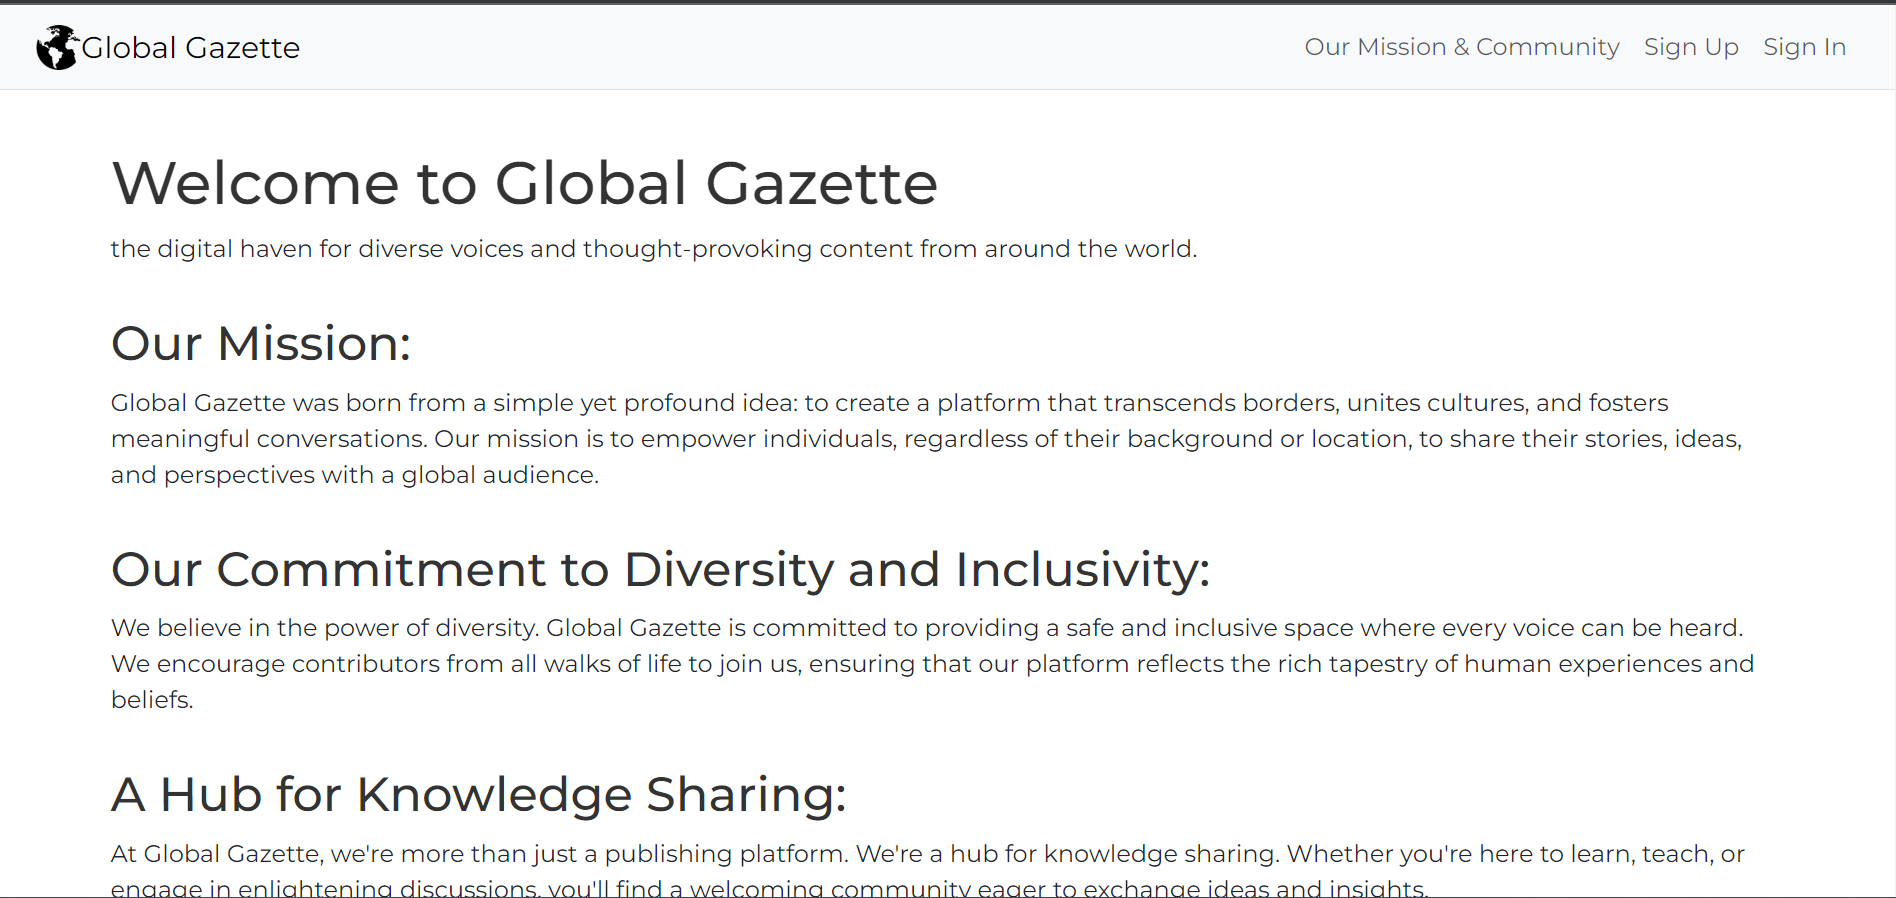 Global Gazette
Our Mission & Community
Sign Up
Sign In
Welcome to Global Gazette
the digital haven for diverse voices and thought-provoking content from around the world.
Our Mission:
Global Gazette was born from a simple yet profound idea: to create a platform that transcends borders, unites cultures, and fosters
meaningful conversations. Our mission is to empower individuals, regardless of their background or location, to share their stories, ideas,
and perspectives with a global audience.
Our Commitment to Diversity and Inclusivity:
We believe in the power of diversity. Global Gazette is committed to providing a safe and inclusive space where every voice can be heard.
We encourage contributors from all walks of life to join us, ensuring that our platform reflects the rich tapestry of human experiences and
beliefs.
A Hub for Knowledge Sharing:
At Global Gazette, we're more than just a publishing platform. We're a hub for knowledge sharing. Whether you're here to learn, teach, or
engage in enlightening discussions, you'll find a welcoming community eager to exchange ideas and insights.